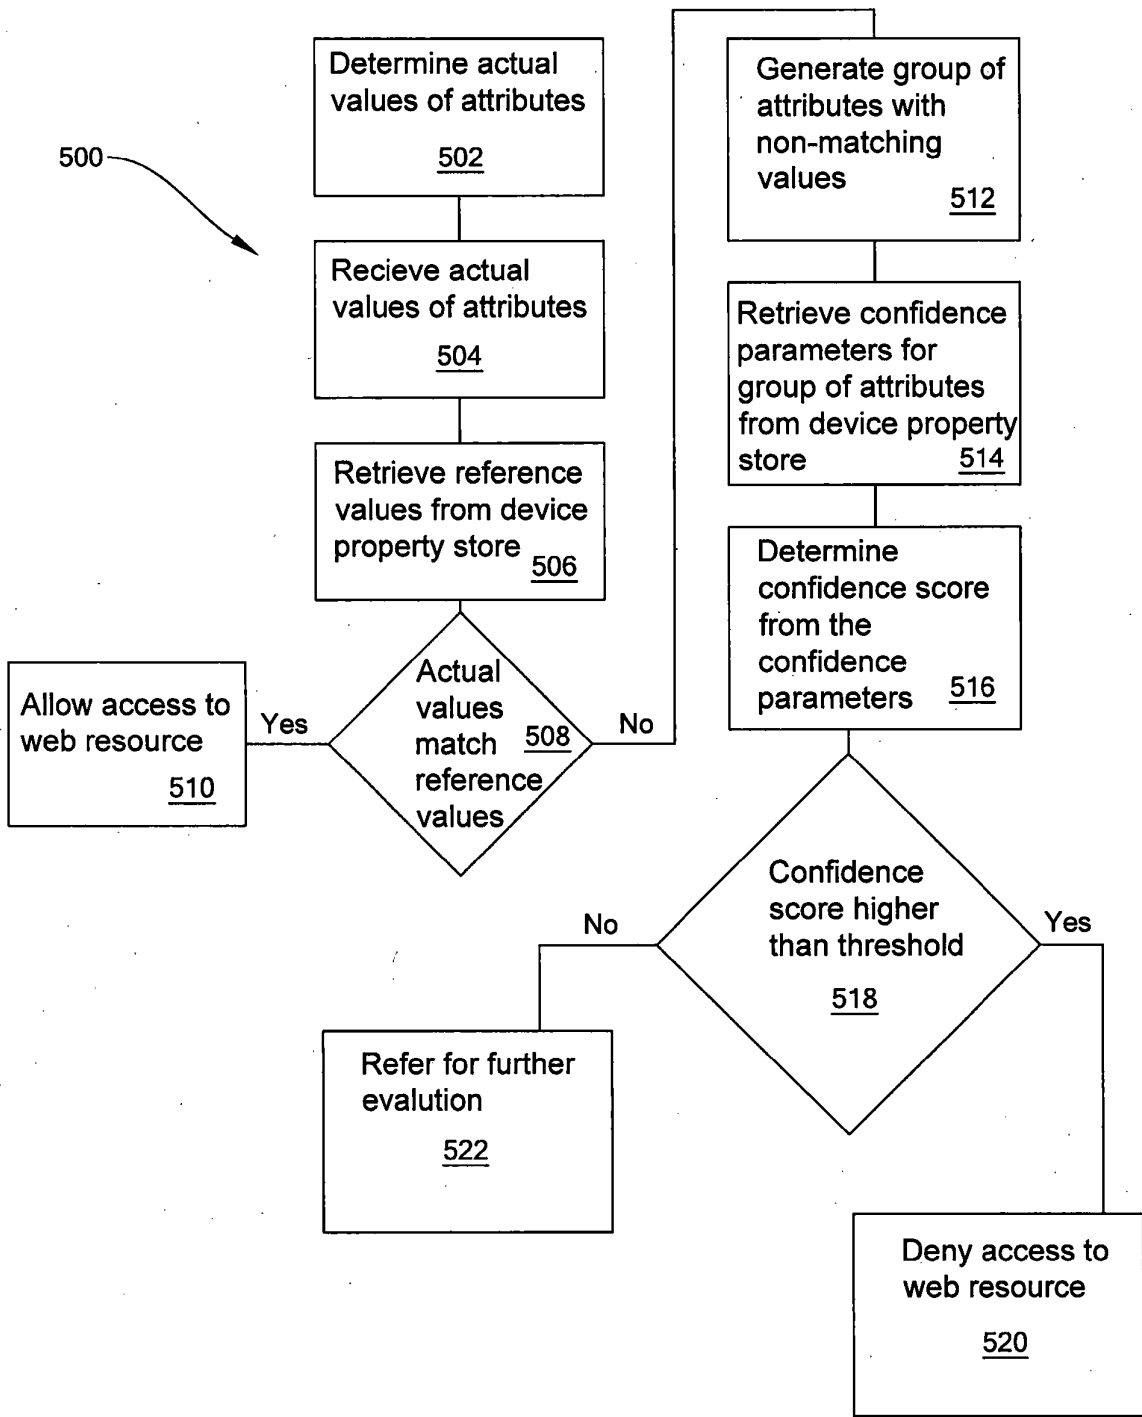 500
Determine actual
values of attributes
502
Recieve actual
values of attributes
504
Retrieve reference
values from device
property store
506
Actual
values
match
reference
values
508
Yes
No
Allow access to
web resource
510
Generate group of
attributes with
non-matching
values
512
Retrieve confidence
parameters for
group of attributes
from device property
store
514
Determine
confidence score
from the
confidence
parameters
516
Confidence
score higher
than threshold
518
No
Yes
Refer for further
evalution
522
Deny access to
web resource
520